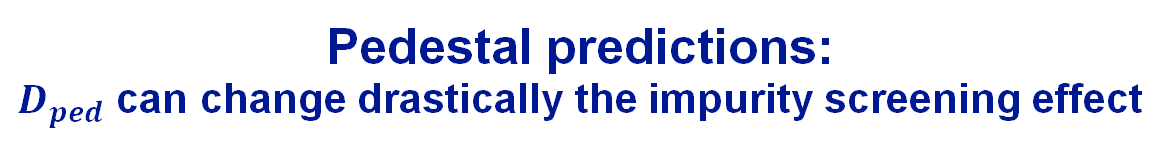 Pedestal predictions:
D_ped can change drastically the impurity screening effect